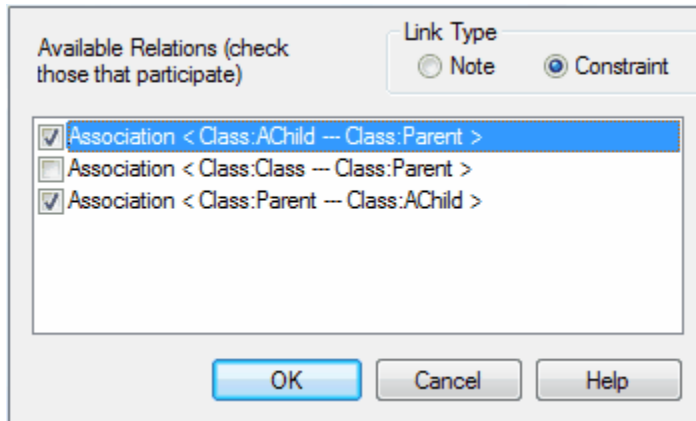 Available Relations (check
those that participate)
Link Type
Note
Constraint
Association < Class:AChild --- Class:Parent >
Association < Class:Class --- Class:Parent >
Association < Class:Parent --- Class:AChild >
OK
Cancel
Help